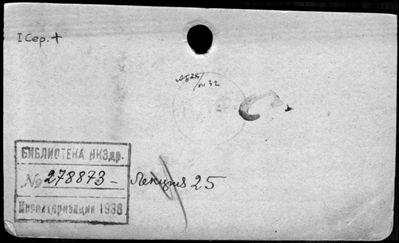 I Сер. +
БИБЛИОТЕКА НКЗдр.
№ 278873 –
Инвентаризация 1938
Лекция 25